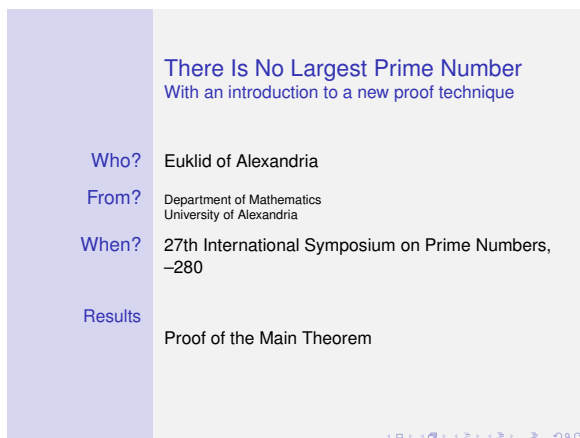 There Is No Largest Prime Number
With an introduction to a new proof technique
Who? Euklid of Alexandria
From? Department of Mathematics
University of Alexandria
When? 27th International Symposium on Prime Numbers,
–280
Results
Proof of the Main Theorem